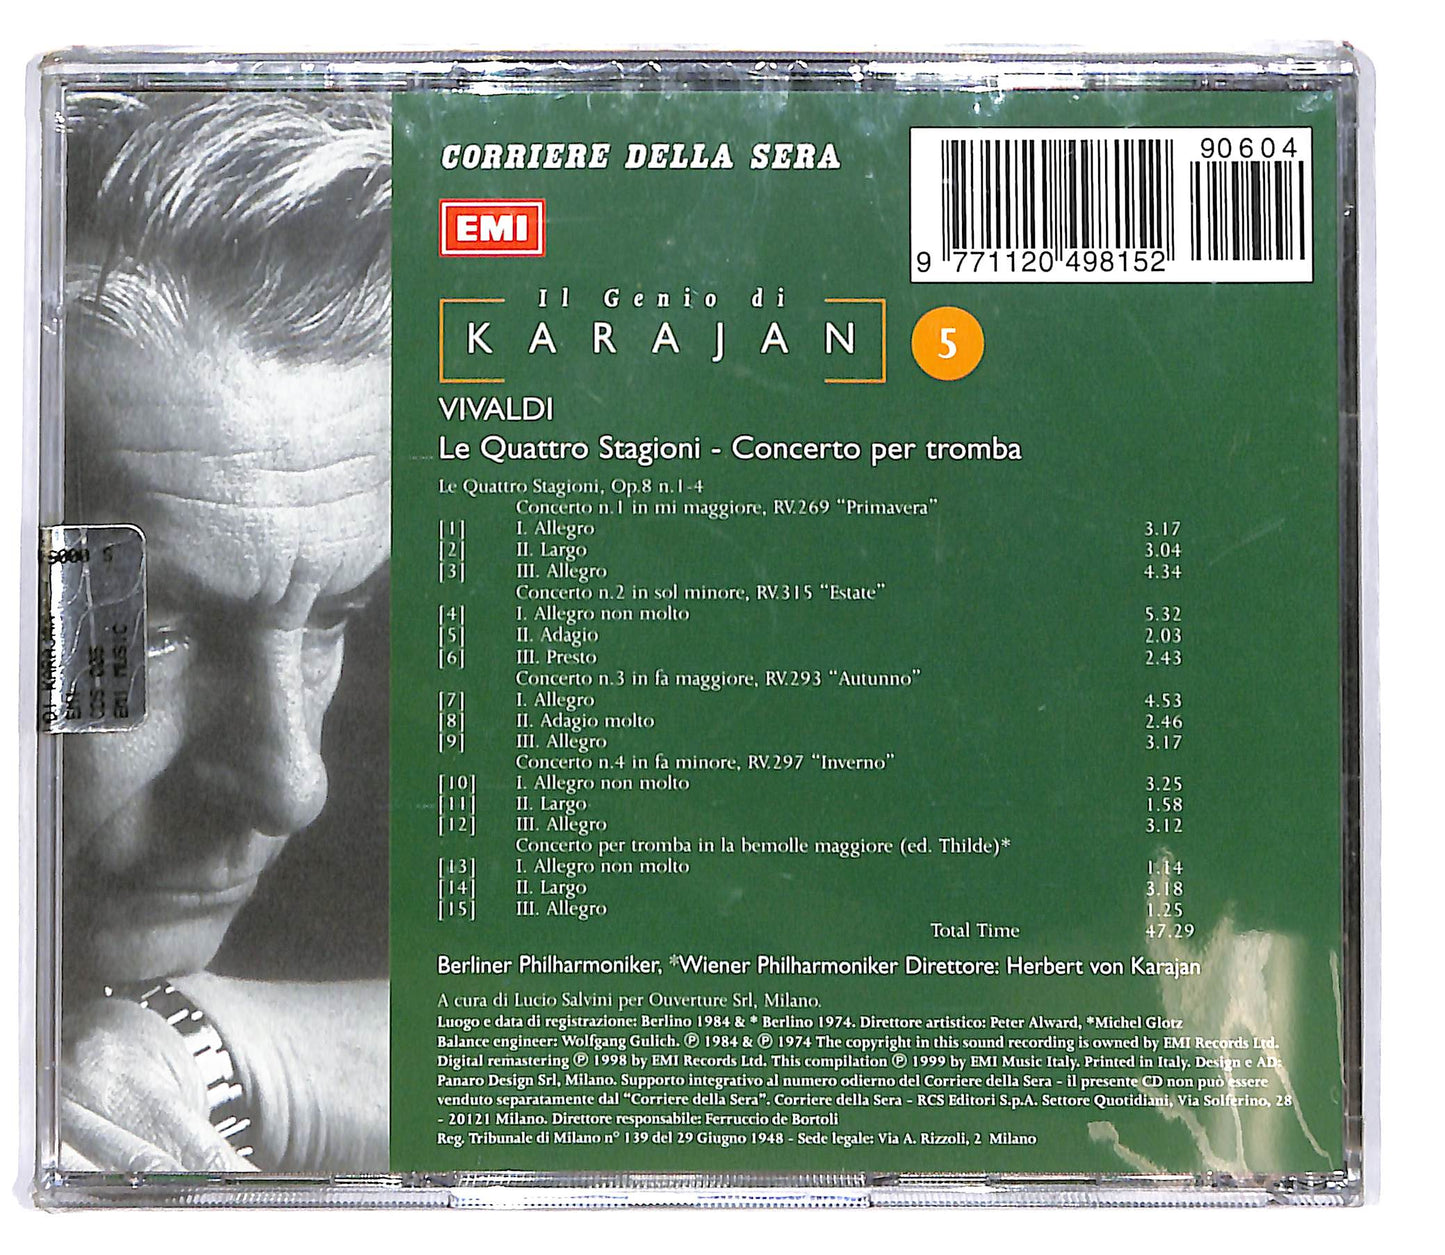 CORRIERE DELLA SERA
90604
9 771120 498152
EMI
Il Genio di
KARAJAN
5
VIVALDI
Le Quattro Stagioni - Concerto per tromba
Le Quattro Stagioni, Op.8 n.1-4
Concerto n.1 in mi maggiore, RV.269 “Primavera”
[1] I. Allegro 3.17
[2] II. Largo 3.04
[3] III. Allegro 4.34
Concerto n.2 in sol minore, RV.315 “Estate”
[4] I. Allegro non molto 5.32
[5] II. Adagio 2.03
[6] III. Presto 2.43
Concerto n.3 in fa maggiore, RV.293 “Autunno”
[7] I. Allegro 4.53
[8] II. Adagio molto 2.46
[9] III. Allegro 3.17
Concerto n.4 in fa minore, RV.297 “Inverno”
[10] I. Allegro non molto 3.25
[11] II. Largo 1.58
[12] III. Allegro 3.12
Concerto per tromba in la bemolle maggiore (ed. Thilde)*
[13] I. Allegro non molto 1.14
[14] II. Largo 3.18
[15] III. Allegro 1.25
Total Time 47.29
Berliner Philharmoniker, *Wiener Philharmoniker Direttore: Herbert von Karajan
A cura di Lucio Salvini per Ouverture Srl, Milano.
Luogo e data di registrazione: Berlino 1984 & * Berlino 1974. Direttore artistico: Peter Alward, *Michel Glotz
Balance engineer: Wolfgang Gulich. ℗ 1984 & ℗ 1974 The copyright in this sound recording is owned by EMI Records Ltd.
Digital remastering ℗ 1998 by EMI Records Ltd. This compilation ℗ 1999 by EMI Music Italy. Printed in Italy. Design e AD:
Panaro Design Srl, Milano. Supporto integrativo al numero odierno del Corriere della Sera - il presente CD non può essere
venduto separatamente dal “Corriere della Sera”. Corriere della Sera - RCS Editori S.p.A. Settore Quotidiani, Via Solferino, 28
- 20121 Milano. Direttore responsabile: Ferruccio de Bortoli
Reg. Tribunale di Milano n° 139 del 29 Giugno 1948 - Sede legale: Via A. Rizzoli, 2 Milano
DI KARAJAN
EMI
CDS 005
EMI MUSIC